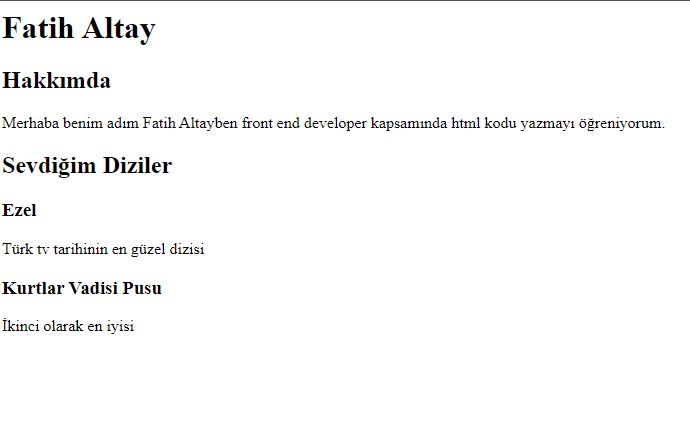 Fatih Altay
Hakkımda
Merhaba benim adım Fatih Altayben front end developer kapsamında html kodu yazmayı öğreniyorum.
Sevdiğim Diziler
Ezel
Türk tv tarihinin en güzel dizisi
Kurtlar Vadisi Pusu
İkinci olarak en iyisi